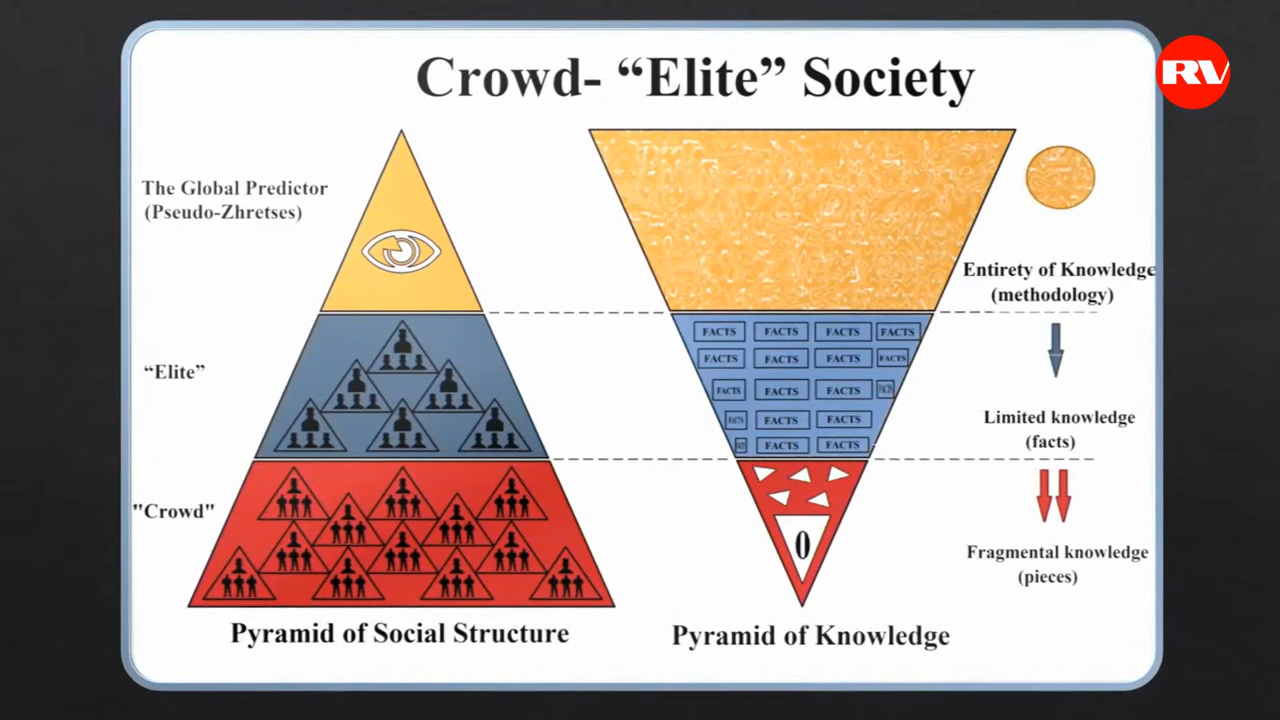 Crowd- “Elite” Society
RV
The Global Predictor
(Pseudo-Zhretses)
Entirety of Knowledge
(methodology)
FACTS FACTS FACTS FACTS
FACTS FACTS FACTS FACTS
FACTS FACTS FACTS FACTS
FACTS FACTS FACTS
FACTS FACTS
“Elite”
Limited knowledge
(facts)
"Crowd"
0
Fragmental knowledge
(pieces)
Pyramid of Social Structure
Pyramid of Knowledge